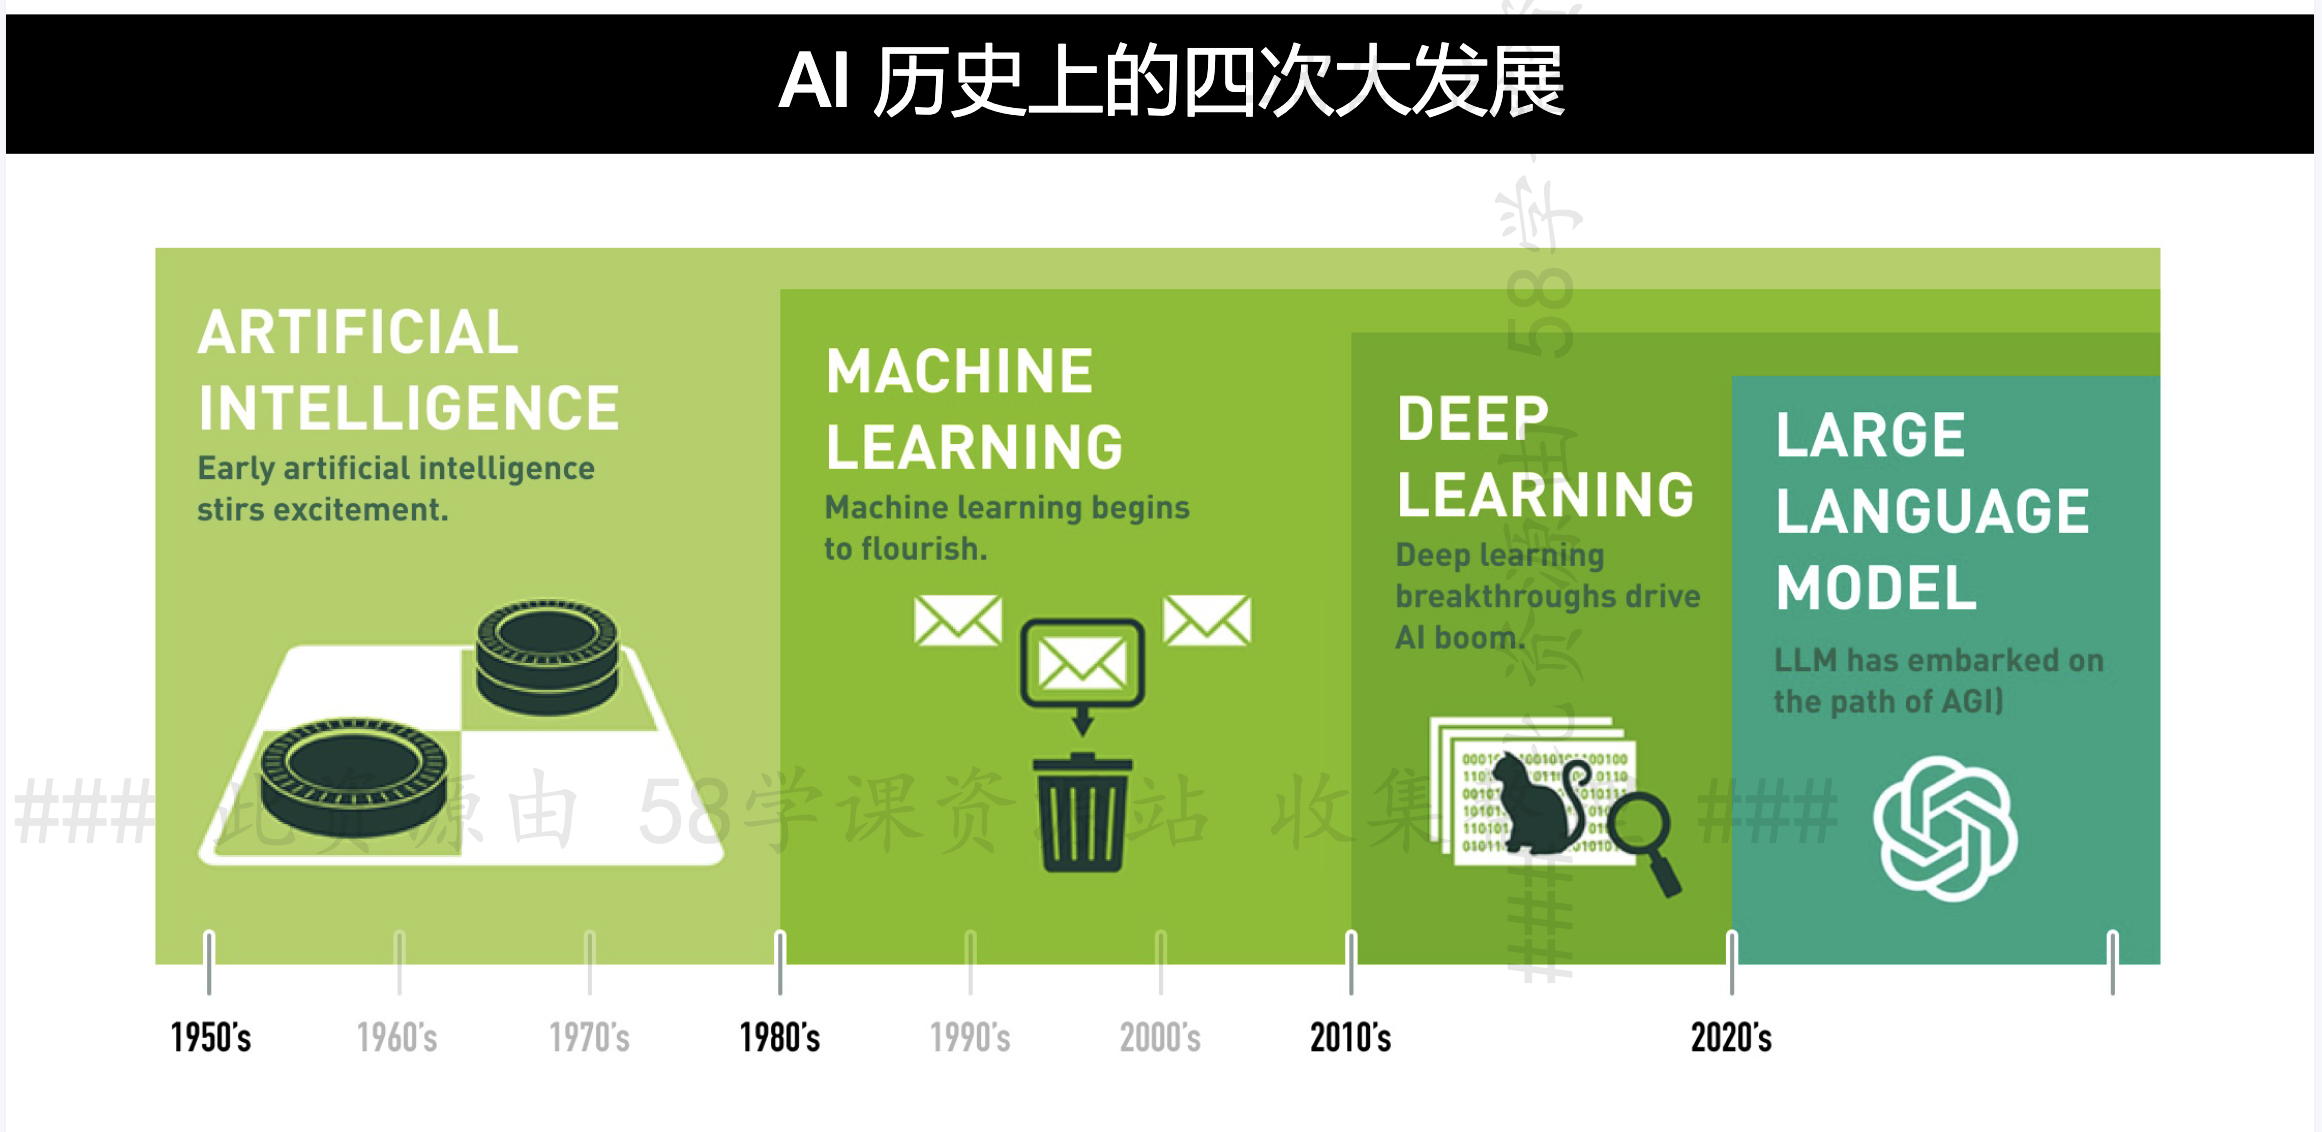 AI 历史上的四次大发展
ARTIFICIAL
INTELLIGENCE
Early artificial intelligence
stirs excitement.
MACHINE
LEARNING
Machine learning begins
to flourish.
DEEP
LEARNING
Deep learning
breakthroughs drive
AI boom.
LARGE
LANGUAGE
MODEL
LLM has embarked on
the path of AGI)
### 此资源由 58学课资源站 收集 ###
1950's
1960's
1970's
1980's
1990's
2000's
2010's
2020's